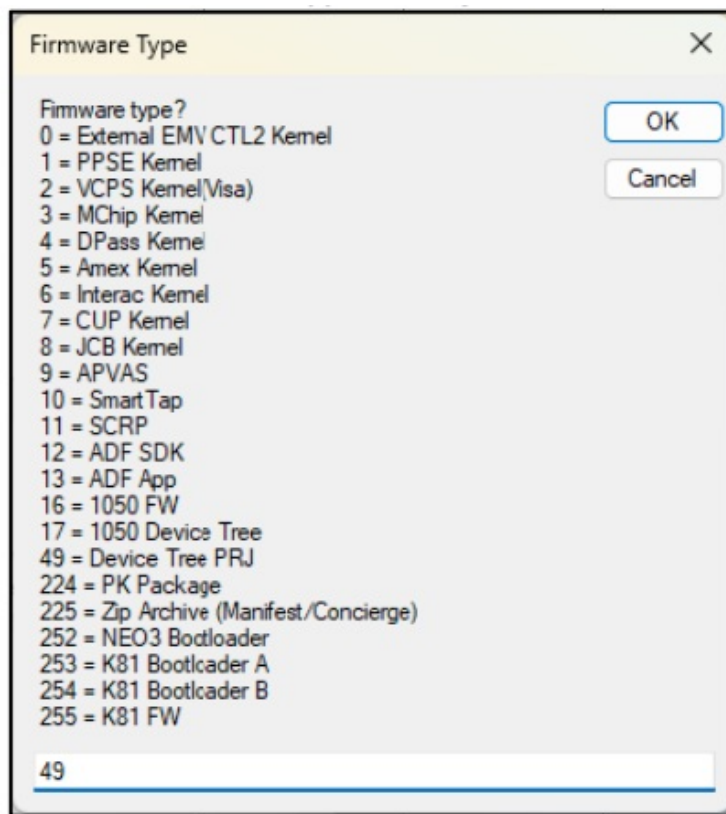 Firmware Type
Firmware type?
0 = External EMV CTL2 Kernel
1 = PPSE Kernel
2 = VCPS Kernel(Visa)
3 = MChip Kernel
4 = DPass Kernel
5 = Amex Kernel
6 = Interac Kernel
7 = CUP Kernel
8 = JCB Kernel
9 = APVAS
10 = SmartTap
11 = SCRP
12 = ADF SDK
13 = ADF App
16 = 1050 FW
17 = 1050 Device Tree
49 = Device Tree PRJ
224 = PK Package
225 = Zip Archive (Manifest/Concierge)
252 = NEO3 Bootloader
253 = K81 Bootloader A
254 = K81 Bootloader B
255 = K81 FW
OK
Cancel
49